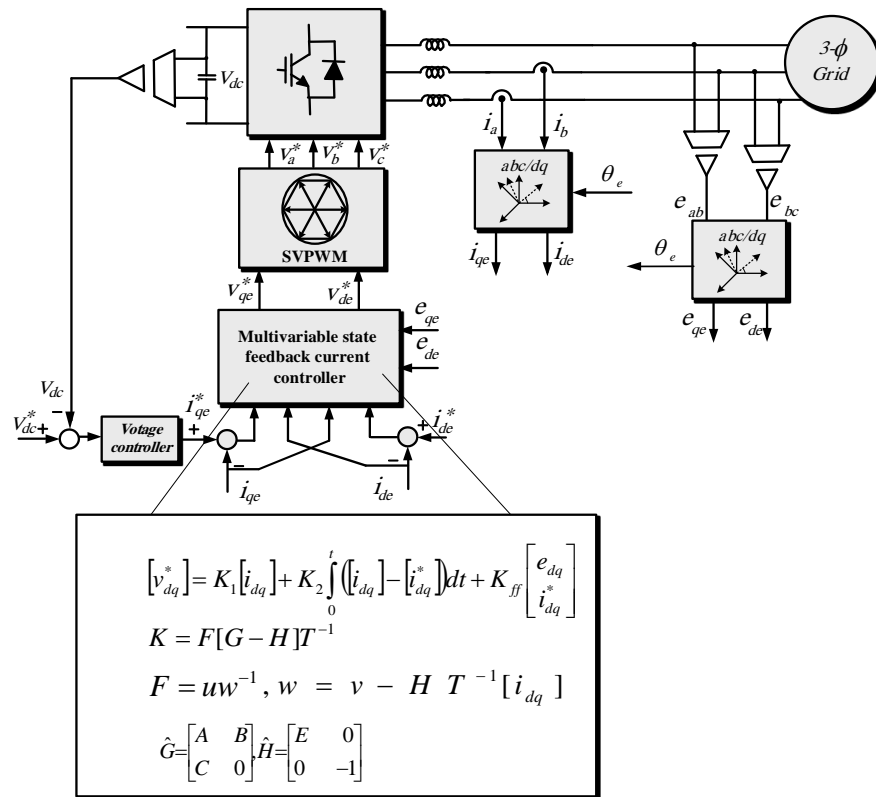 3-ϕ
Grid
V_dc
i_a
i_b
v_a^*
v_b^*
v_c^*
abc/dq
θ_e
e_ab
e_bc
SVPWM
abc/dq
θ_e
i_qe
i_de
v_qe^*
v_de^*
e_qe
e_de
e_qe
e_de
Multivariable state
feedback current
controller
V_dc
i_qe^*
V_dc^*
+
−
Votage
controller
+
−
+
−
i_de^*
i_qe
i_de
[v_dq^*] = K_1[i_dq] + K_2 ∫_0^t ([i_dq] − [i_dq^*])dt + K_ff [e_dq; i_dq^*]
K = F[G − H]T^−1
F = uw^−1, w = v − H T^−1[i_dq]
Ĝ = [A B; C 0], Ĥ = [E 0; 0 −1]